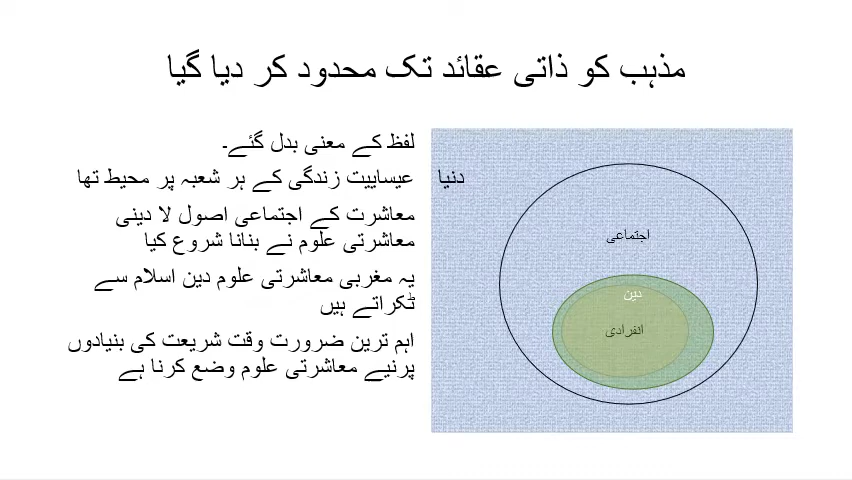 مذہب کو ذاتی عقائد تک محدود کر دیا گیا
لفظ کے معنی بدل گئے۔
عیساییت زندگی کے ہر شعبہ پر محیط تھا
معاشرت کے اجتماعی اصول لا دینی
معاشرتی علوم نے بنانا شروع کیا
یہ مغربی معاشرتی علوم دین اسلام سے
ٹکراتے ہیں
اہم ترین ضرورت وقت شریعت کی بنیادوں
پرنیے معاشرتی علوم وضع کرنا ہے
دنیا
اجتماعی
دین
انفرادی